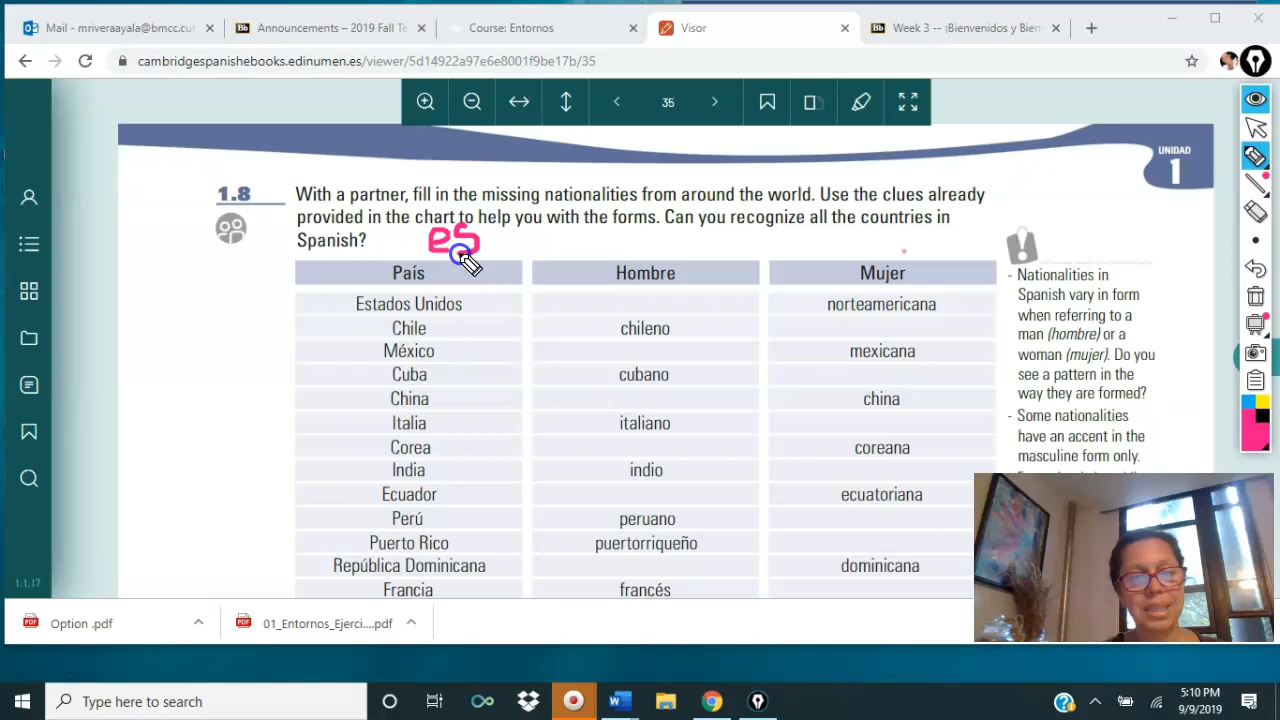 Mail - mriveraayala@bmcc.cur
Announcements – 2019 Fall Te
Course: Entornos
Visor
Week 3 -- ¡Bienvenidos y Bien
cambridgespanishebooks.edinumen.es/viewer/5d14922a97e6e8001f9be17b/35
35
UNIDAD
1
1.8 With a partner, fill in the missing nationalities from around the world. Use the clues already
provided in the chart to help you with the forms. Can you recognize all the countries in
Spanish?
es
País Hombre Mujer
Estados Unidos norteamericana
Chile chileno
México mexicana
Cuba cubano
China china
Italia italiano
Corea coreana
India indio
Ecuador ecuatoriana
Perú peruano
Puerto Rico puertorriqueño
República Dominicana dominicana
Francia francés
- Nationalities in
Spanish vary in form
when referring to a
man (hombre) or a
woman (mujer). Do you
see a pattern in the
way they are formed?
- Some nationalities
have an accent in the
masculine form only.
1.1.17
Option .pdf
01_Entornos_Ejerci....pdf
Type here to search
5:10 PM
9/9/2019